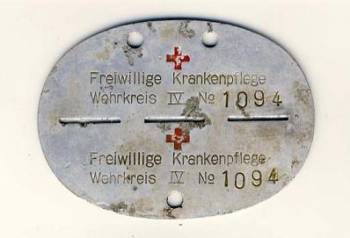 Freiwillige Krankenpflege
Wehrkreis IV No 1094
Freiwillige Krankenpflege
Wehrkreis IV No 1094